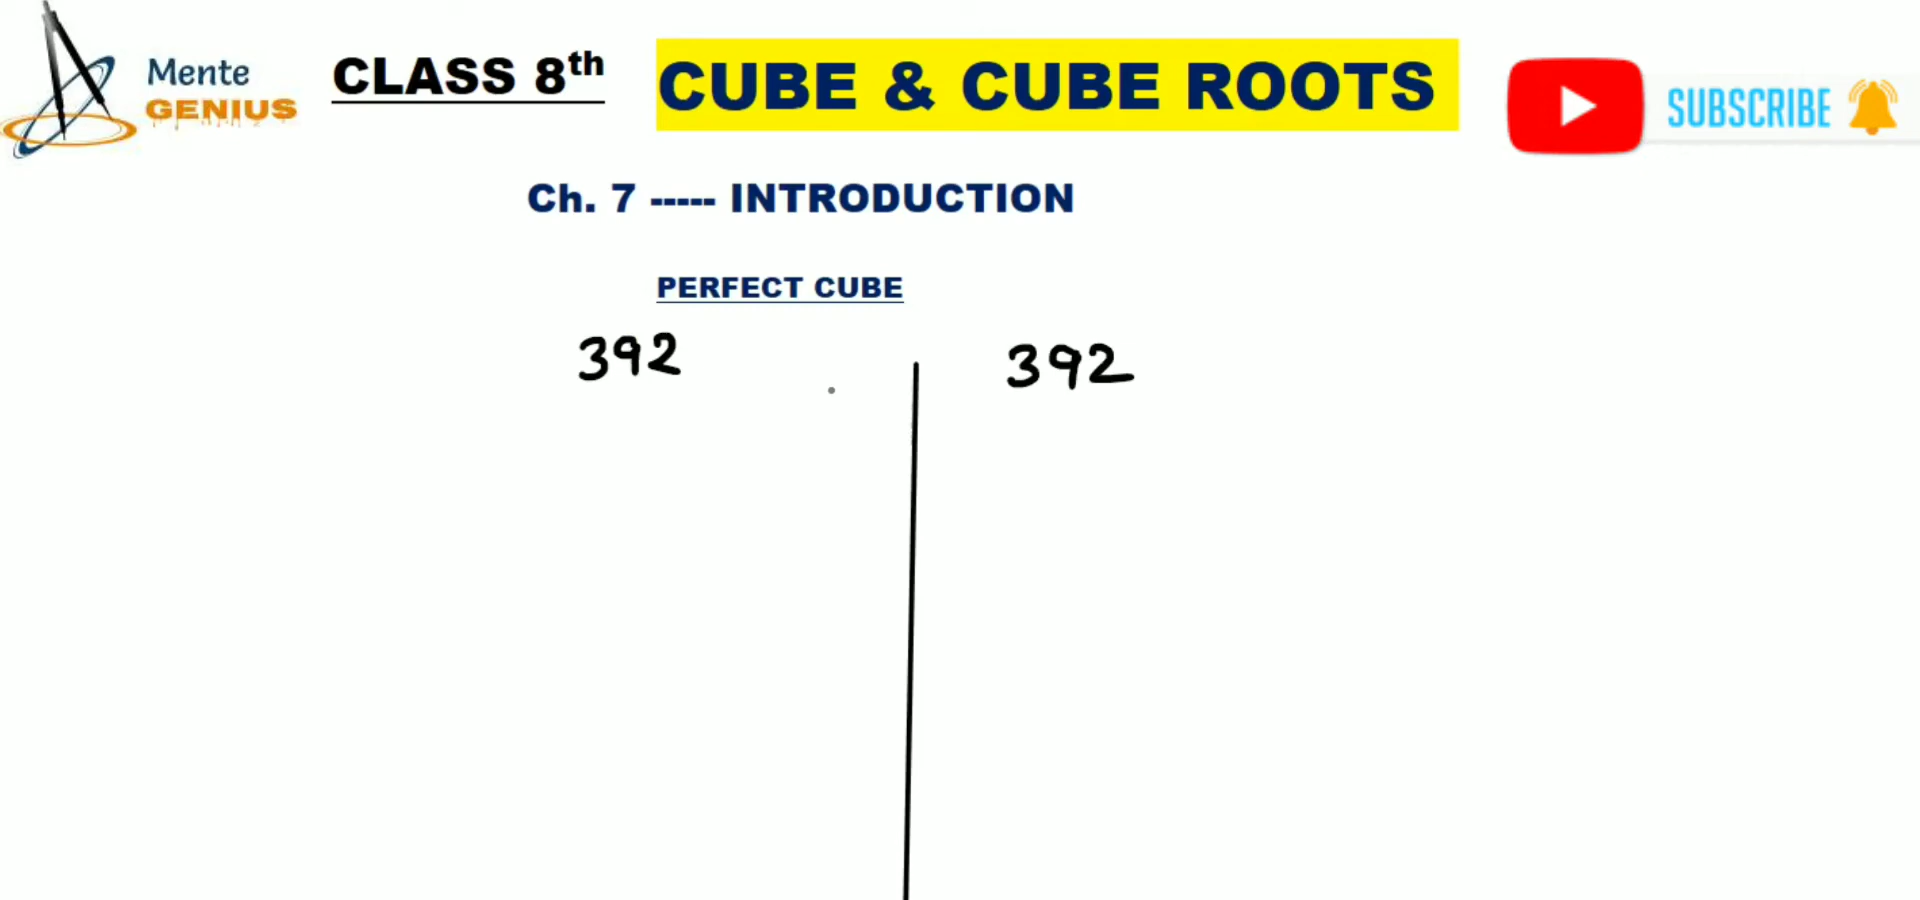 Mente
GENIUS
CLASS 8th
CUBE & CUBE ROOTS
SUBSCRIBE
Ch. 7 ----- INTRODUCTION
PERFECT CUBE
392
392